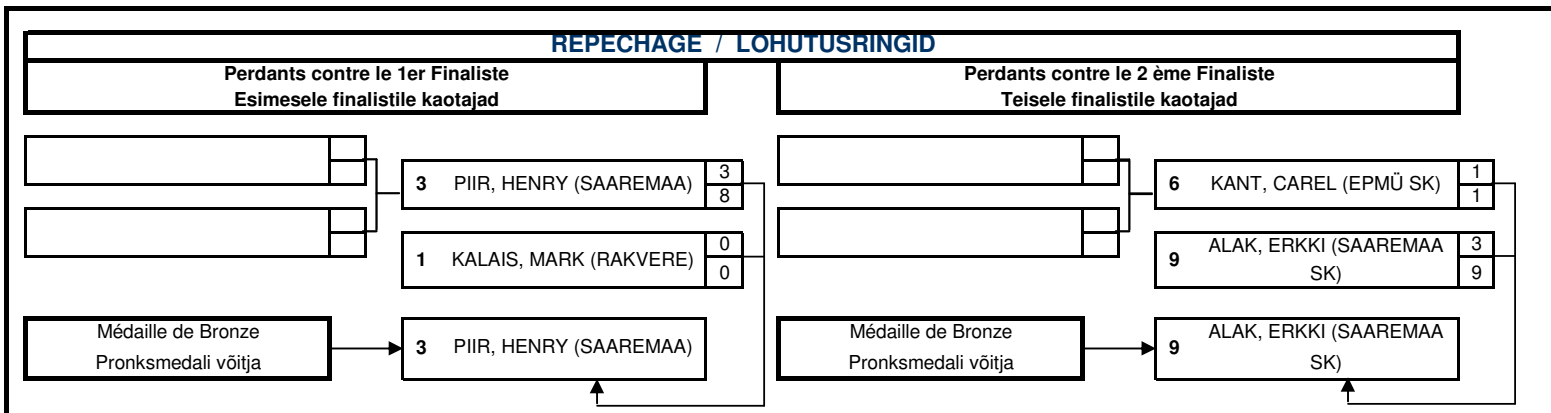 REPECHAGE / LOHUTUSRINGID
Perdants contre le 1er Finaliste
Esimesele finalistile kaotajad
Perdants contre le 2 ème Finaliste
Teisele finalistile kaotajad
3 PIIR, HENRY (SAAREMAA) 3
8
1 KALAIS, MARK (RAKVERE) 0
0
Médaille de Bronze
Pronksmedali võitja
3 PIIR, HENRY (SAAREMAA)
6 KANT, CAREL (EPMÜ SK) 1
1
9 ALAK, ERKKI (SAAREMAA 3
SK) 9
Médaille de Bronze
Pronksmedali võitja
9 ALAK, ERKKI (SAAREMAA
SK)